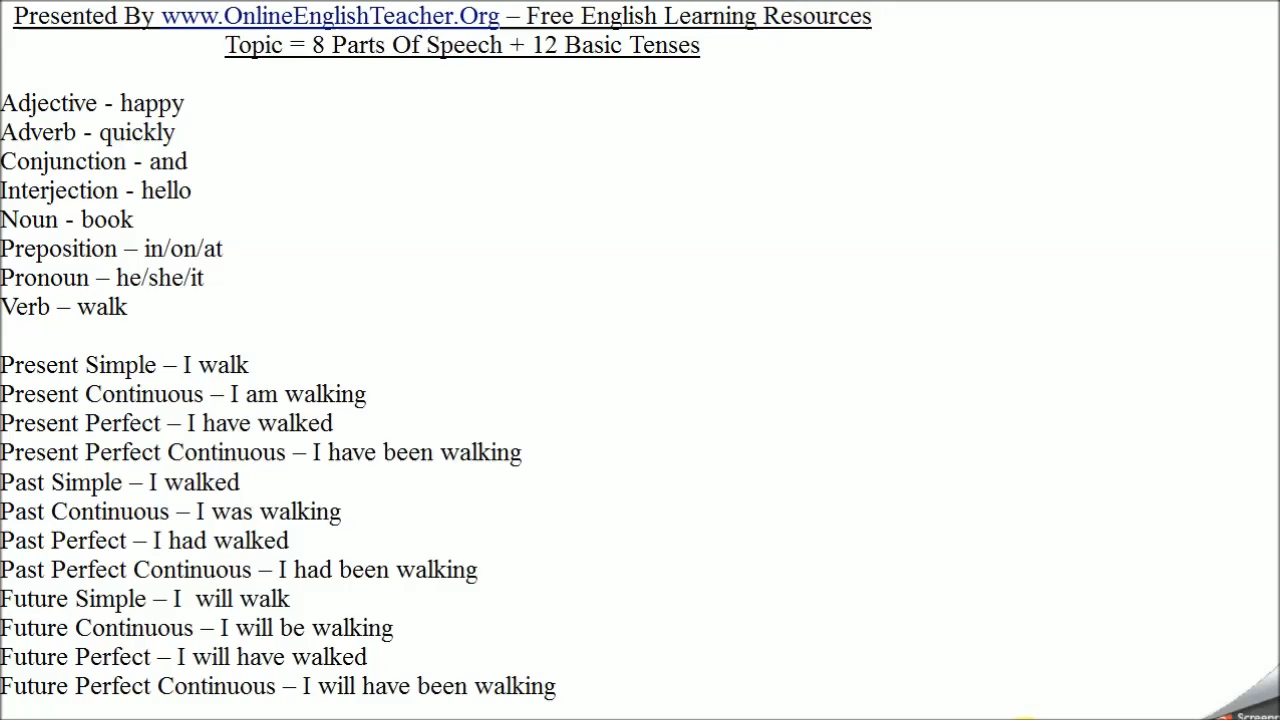 Presented By www.OnlineEnglishTeacher.Org – Free English Learning Resources
Topic = 8 Parts Of Speech + 12 Basic Tenses
Adjective - happy
Adverb - quickly
Conjunction - and
Interjection - hello
Noun - book
Preposition – in/on/at
Pronoun – he/she/it
Verb – walk
Present Simple – I walk
Present Continuous – I am walking
Present Perfect – I have walked
Present Perfect Continuous – I have been walking
Past Simple – I walked
Past Continuous – I was walking
Past Perfect – I had walked
Past Perfect Continuous – I had been walking
Future Simple – I  will walk
Future Continuous – I will be walking
Future Perfect – I will have walked
Future Perfect Continuous – I will have been walking